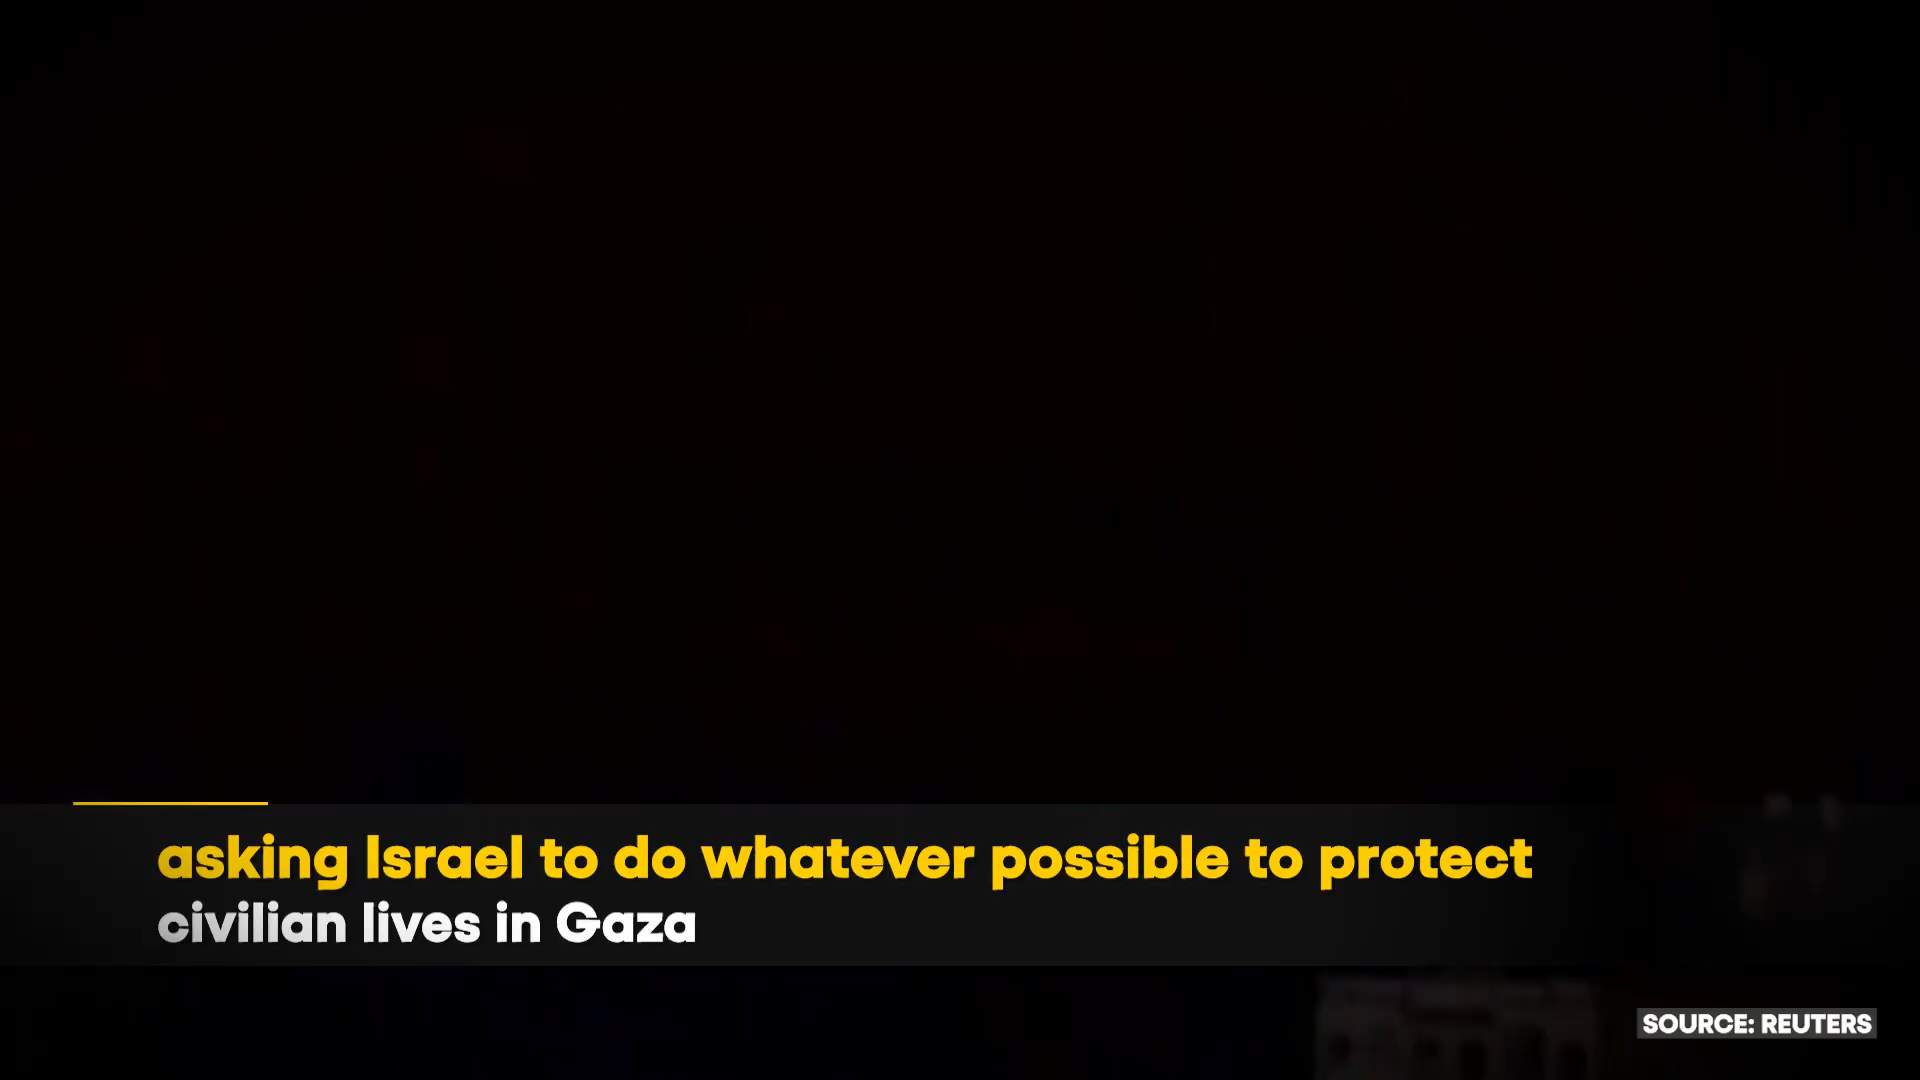 asking Israel to do whatever possible to protect
civilian lives in Gaza
SOURCE: REUTERS